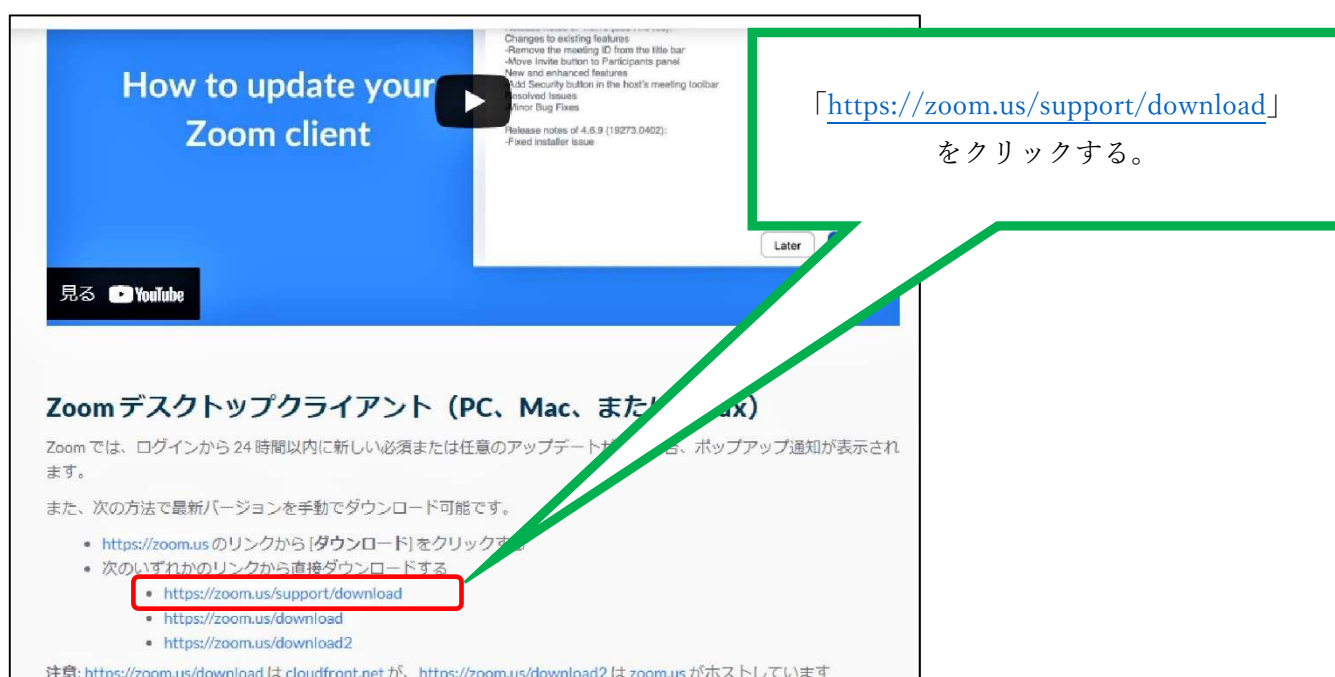 Changes to existing features
-Remove the meeting ID from the title bar
-Move Invite button to Participants panel
New and enhanced features
-Add Security button in the host's meeting toolbar
Resolved Issues
-Minor Bug Fixes
Release notes of 4.6.9 (19273.0402):
-Fixed installer issue
How to update your
Zoom client
Later
見る YouTube
「https://zoom.us/support/download」
をクリックする。
Zoom デスクトップクライアント（PC、Mac、また
Zoom では、ログインから 24 時間以内に新しい必須または任意のアップデートが 、ポップアップ通知が表示され
ます。
また、次の方法で最新バージョンを手動でダウンロード可能です。
https://zoom.us のリンクから [ダウンロード] をクリックする
次のいずれかのリンクから直接ダウンロードする
https://zoom.us/support/download
https://zoom.us/download
https://zoom.us/download2
注意: https://zoom.us/download は cloudfront.net が、https://zoom.us/download2 は zoom.us がホストしています